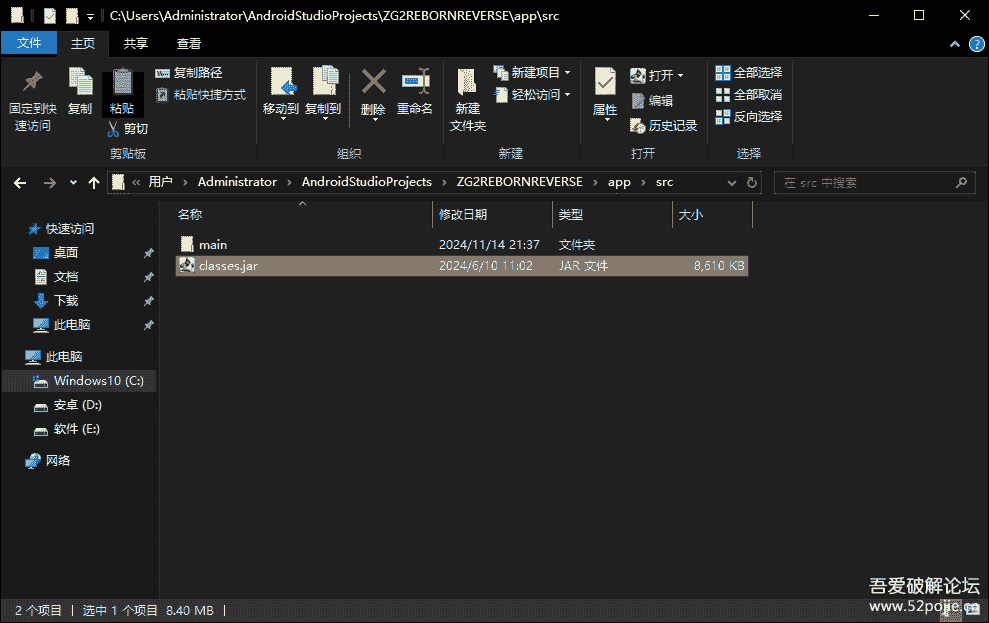 C:\Users\Administrator\AndroidStudioProjects\ZG2REBORNREVERSE\app\src
文件 主页 共享 查看
固定到快速访问
复制
粘贴
复制路径
粘贴快捷方式
剪切
剪贴板
移动到 复制到 删除 重命名
组织
新建文件夹
新建项目
轻松访问
新建
属性
打开
编辑
历史记录
打开
全部选择
全部取消
反向选择
选择
« 用户 › Administrator › AndroidStudioProjects › ZG2REBORNREVERSE › app › src
在 src 中搜索
快速访问
桌面
文档
下载
此电脑
此电脑
Windows10 (C:)
安卓 (D:)
软件 (E:)
网络
名称 修改日期 类型 大小
main 2024/11/14 21:37 文件夹
classes.jar 2024/6/10 11:02 JAR 文件 8,610 KB
2 个项目 选中 1 个项目 8.40 MB
吾爱破解论坛
www.52pojie.cn